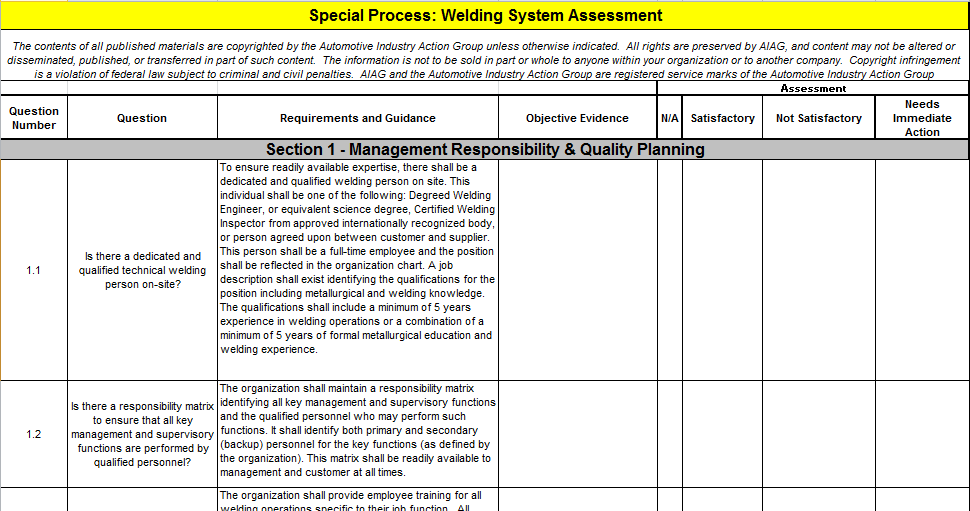 Special Process: Welding System Assessment
The contents of all published materials are copyrighted by the Automotive Industry Action Group unless otherwise indicated.  All rights are preserved by AIAG, and content may not be altered or
disseminated, published, or transferred in part of such content.  The information is not to be sold in part or whole to anyone within your organization or to another company.  Copyright infringement
is a violation of federal law subject to criminal and civil penalties.  AIAG and the Automotive Industry Action Group are registered service marks of the Automotive Industry Action Group
Assessment
Question
Number
Question
Requirements and Guidance
Objective Evidence
N/A
Satisfactory
Not Satisfactory
Needs
Immediate
Action
Section 1 - Management Responsibility & Quality Planning
1.1
Is there a dedicated and
qualified technical welding
person on-site?
To ensure readily available expertise, there shall be a
dedicated and qualified welding person on site. This
individual shall be one of the following: Degreed Welding
Engineer, or equivalent science degree, Certified Welding
Inspector from approved internationally recognized body,
or person agreed upon between customer and supplier.
This person shall be a full-time employee and the position
shall be reflected in the organization chart. A job
description shall exist identifying the qualifications for the
position including metallurgical and welding knowledge.
The qualifications shall include a minimum of 5 years
experience in welding operations or a combination of a
minimum of 5 years of formal metallurgical education and
welding experience.
1.2
Is there a responsibility matrix
to ensure that all key
management and supervisory
functions are performed by
qualified personnel?
The organization shall maintain a responsibility matrix
identifying all key management and supervisory functions
and the qualified personnel who may perform such
functions. It shall identify both primary and secondary
(backup) personnel for the key functions (as defined by
the organization). This matrix shall be readily available to
management and customer at all times.
The organization shall provide employee training for all
welding operations specific to their job function.  All